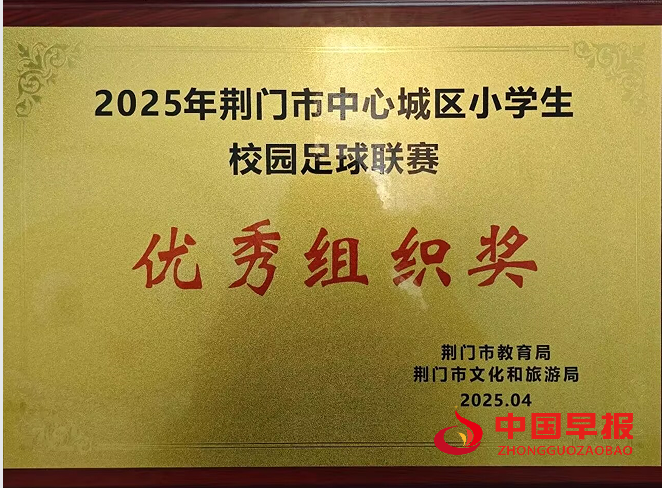 2025年荆门市中心城区小学生
校园足球联赛
优秀组织奖
荆门市教育局
荆门市文化和旅游局
2025.04
中国早报
ZHONGGUOZAOBAO